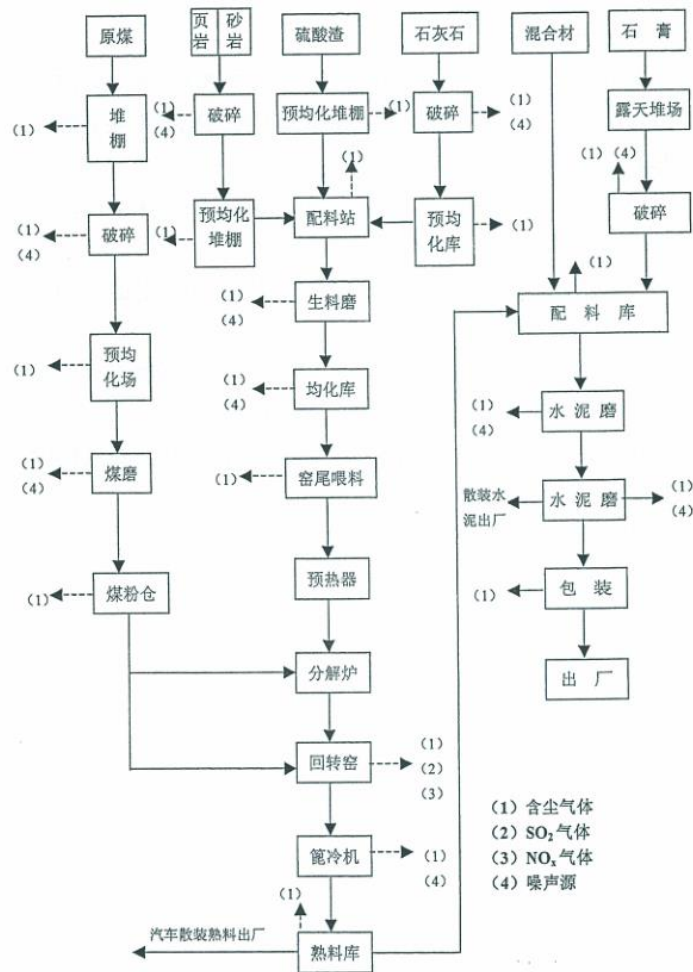 原煤
页岩
砂岩
硫酸渣
石灰石
混合材
石 膏
(1)
堆棚
(1)
(4)
破碎
预均化堆棚
(1)
破碎
(1)
(4)
露天堆场
(1)
(1) (4)
(1)
(4)
破碎
(1)
预均化堆棚
配料站
预均化库
(1)
破碎
(1)
配 料 库
(1)
(4)
生料磨
(1)
预均化场
(1)
(4)
均化库
(1)
(4)
水 泥 磨
(1)
(4)
煤磨
(1)
窑尾喂料
散装水泥出厂
水 泥 磨
(1)
(4)
(1)
煤粉仓
预热器
(1)
包 装
分解炉
出 厂
回转窑
(1)
(2)
(3)
篦冷机
(1)
(4)
(1)
汽车散装熟料出厂
熟料库
(1) 含尘气体
(2) SO₂ 气体
(3) NOₓ 气体
(4) 噪声源